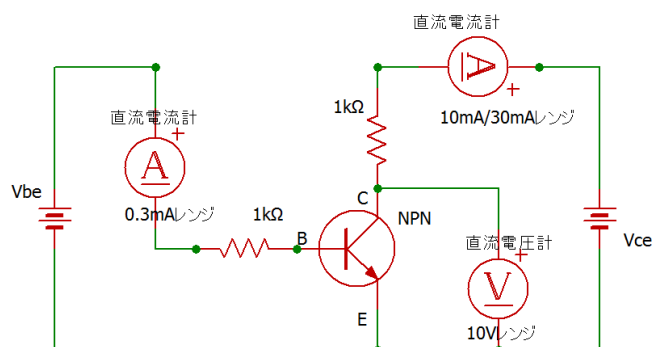 直流電流計
直流電流計
+
A
A
+
1kΩ
10mA/30mAレンジ
Vbe
0.3mAレンジ
1kΩ
C
NPN
B
直流電圧計
+
V
Vce
E
10Vレンジ